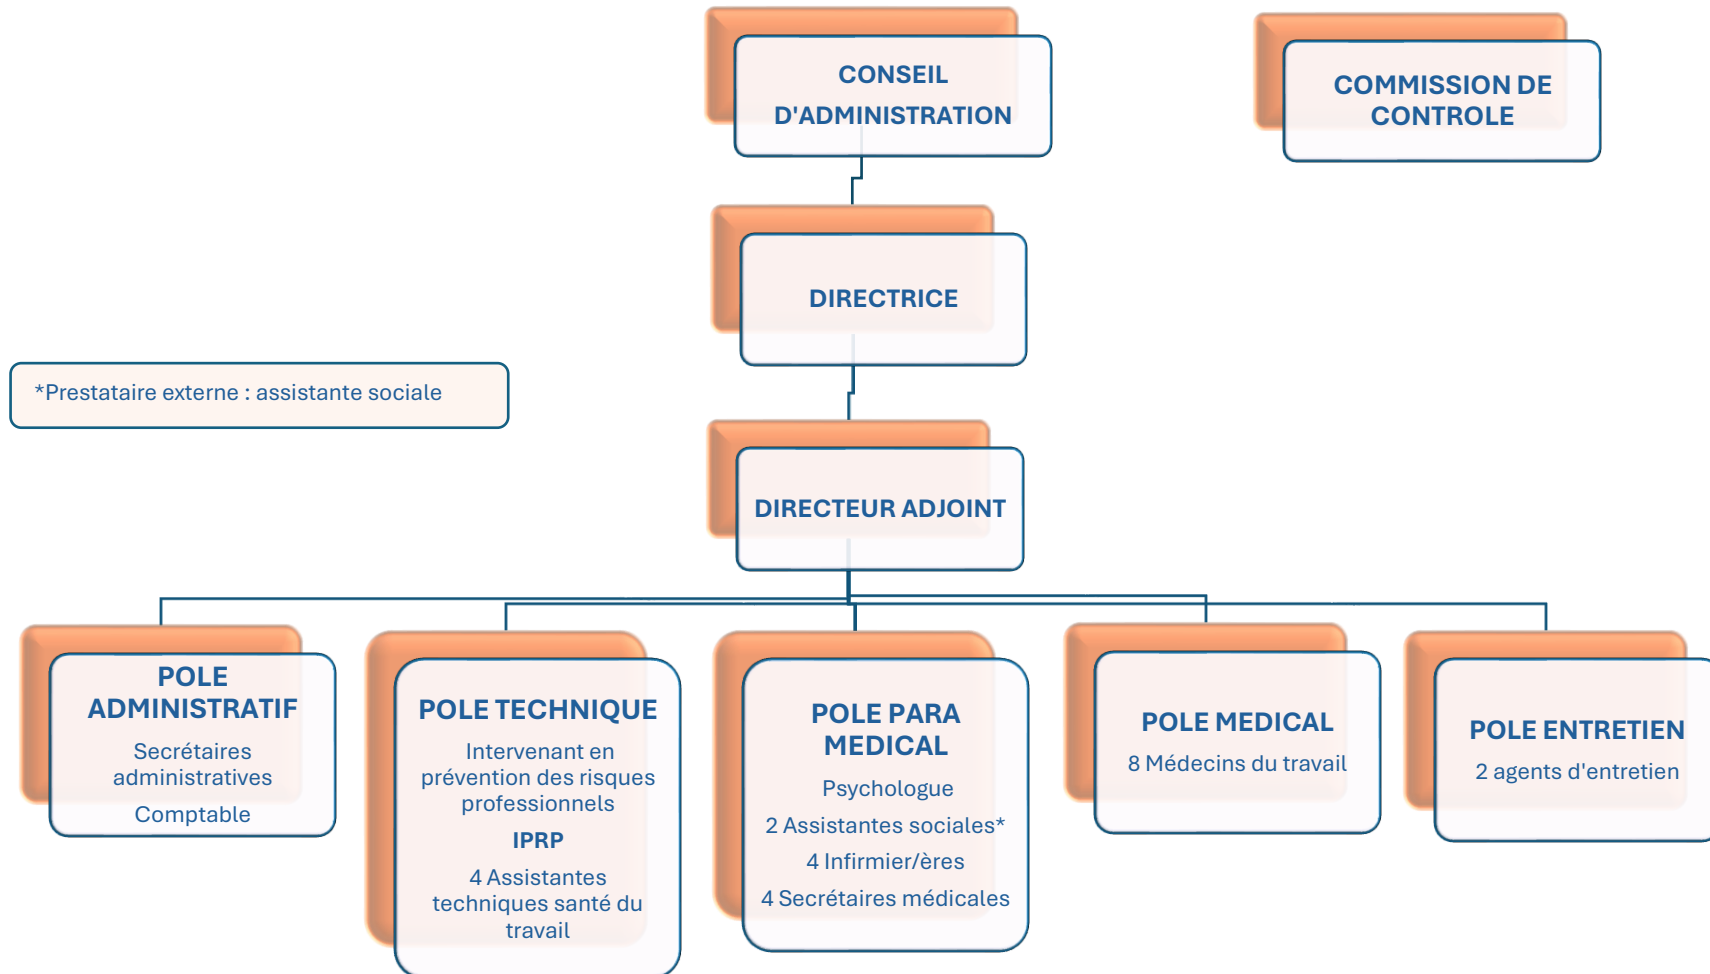 CONSEIL
D'ADMINISTRATION
COMMISSION DE
CONTROLE
DIRECTRICE
*Prestataire externe : assistante sociale
DIRECTEUR ADJOINT
POLE
ADMINISTRATIF
Secrétaires
administratives
Comptable
POLE TECHNIQUE
Intervenant en
prévention des risques
professionnels
IPRP
4 Assistantes
techniques santé du
travail
POLE PARA
MEDICAL
Psychologue
2 Assistantes sociales*
4 Infirmier/ères
4 Secrétaires médicales
POLE MEDICAL
8 Médecins du travail
POLE ENTRETIEN
2 agents d'entretien